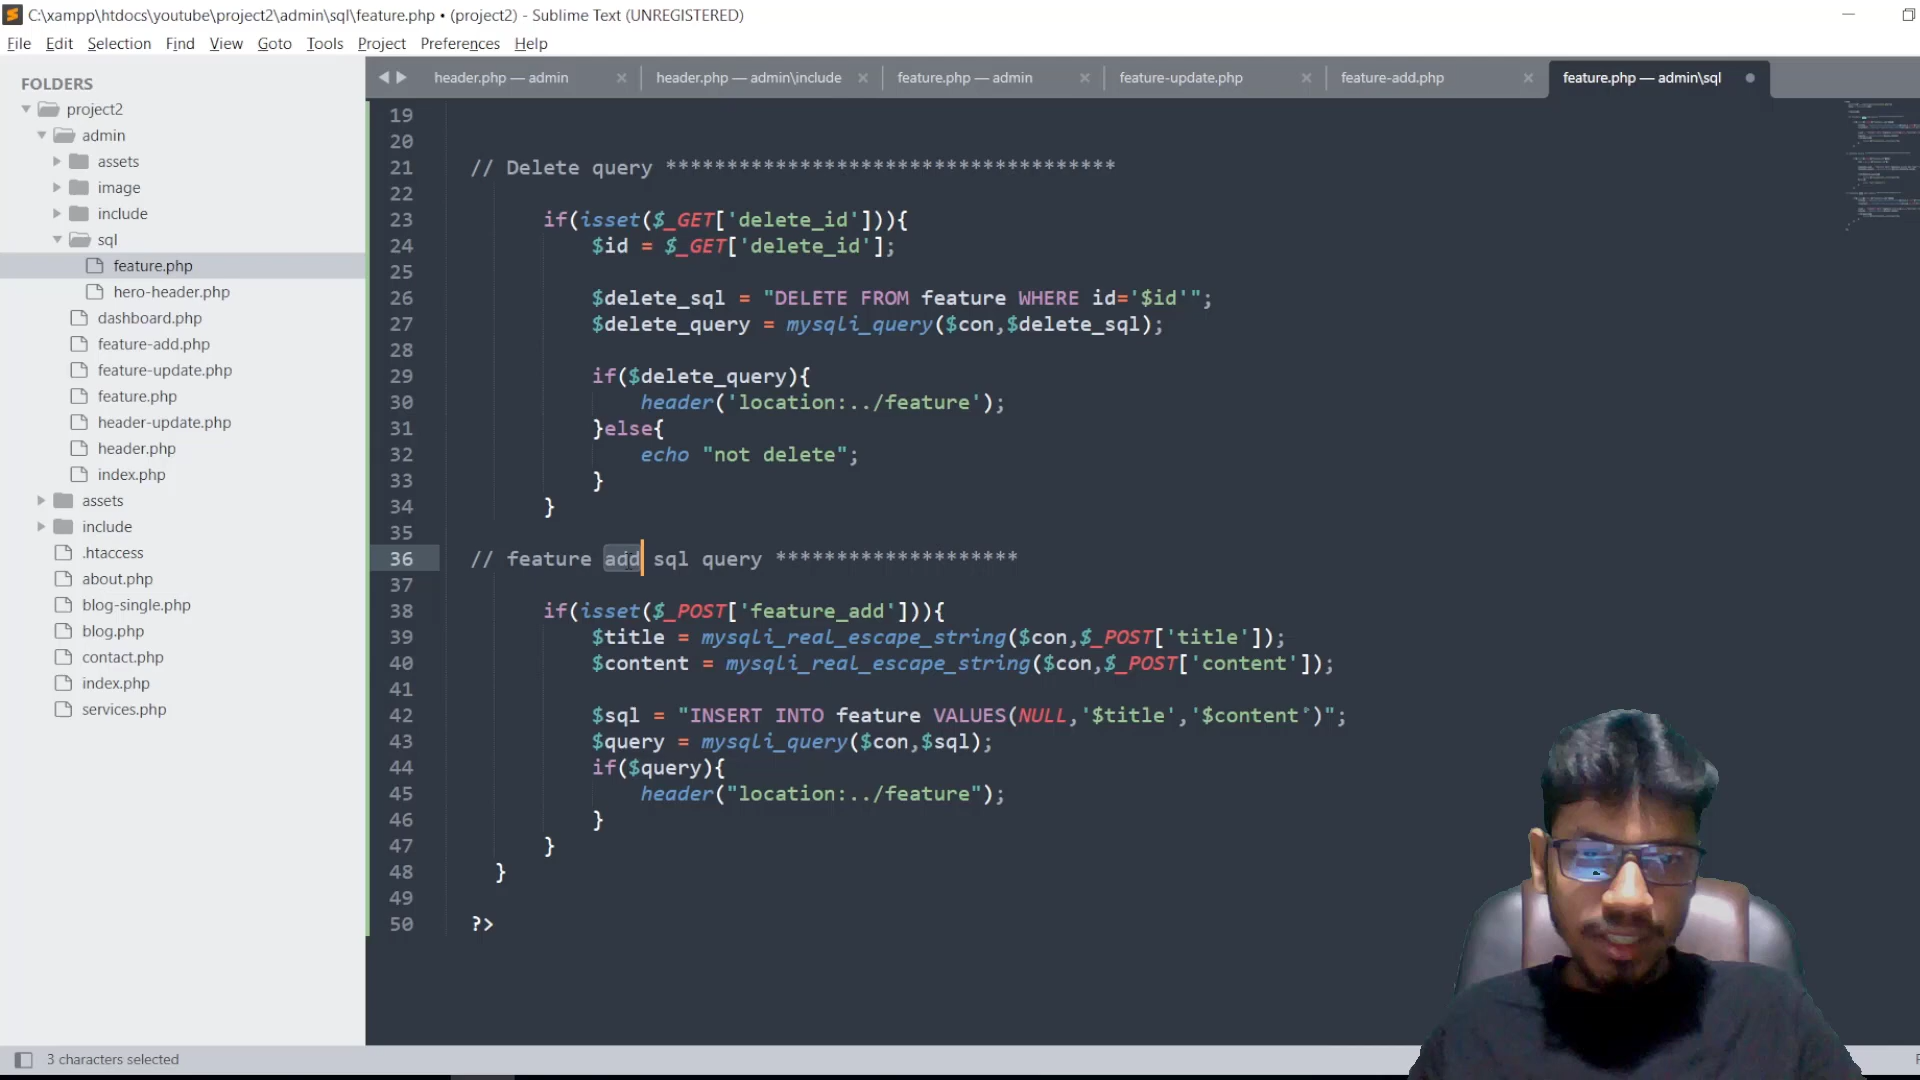 C:\xampp\htdocs\youtube\project2\admin\sql\feature.php • (project2) - Sublime Text (UNREGISTERED)
File Edit Selection Find View Goto Tools Project Preferences Help
FOLDERS
project2
admin
assets
image
include
sql
feature.php
hero-header.php
dashboard.php
feature-add.php
feature-update.php
feature.php
header-update.php
header.php
index.php
assets
include
.htaccess
about.php
blog-single.php
blog.php
contact.php
index.php
services.php
header.php — admin header.php — admin\include feature.php — admin feature-update.php feature-add.php feature.php — admin\sql
19
20
21 // Delete query *************************************
22
23 if(isset($_GET['delete_id'])){
24 $id = $_GET['delete_id'];
25
26 $delete_sql = "DELETE FROM feature WHERE id='$id'";
27 $delete_query = mysqli_query($con,$delete_sql);
28
29 if($delete_query){
30 header('location:../feature');
31 }else{
32 echo "not delete";
33 }
34 }
35
36 // feature add sql query ********************
37
38 if(isset($_POST['feature_add'])){
39 $title = mysqli_real_escape_string($con,$_POST['title']);
40 $content = mysqli_real_escape_string($con,$_POST['content']);
41
42 $sql = "INSERT INTO feature VALUES(NULL,'$title','$content')";
43 $query = mysqli_query($con,$sql);
44 if($query){
45 header("location:../feature");
46 }
47 }
48 }
49
50 ?>
3 characters selected